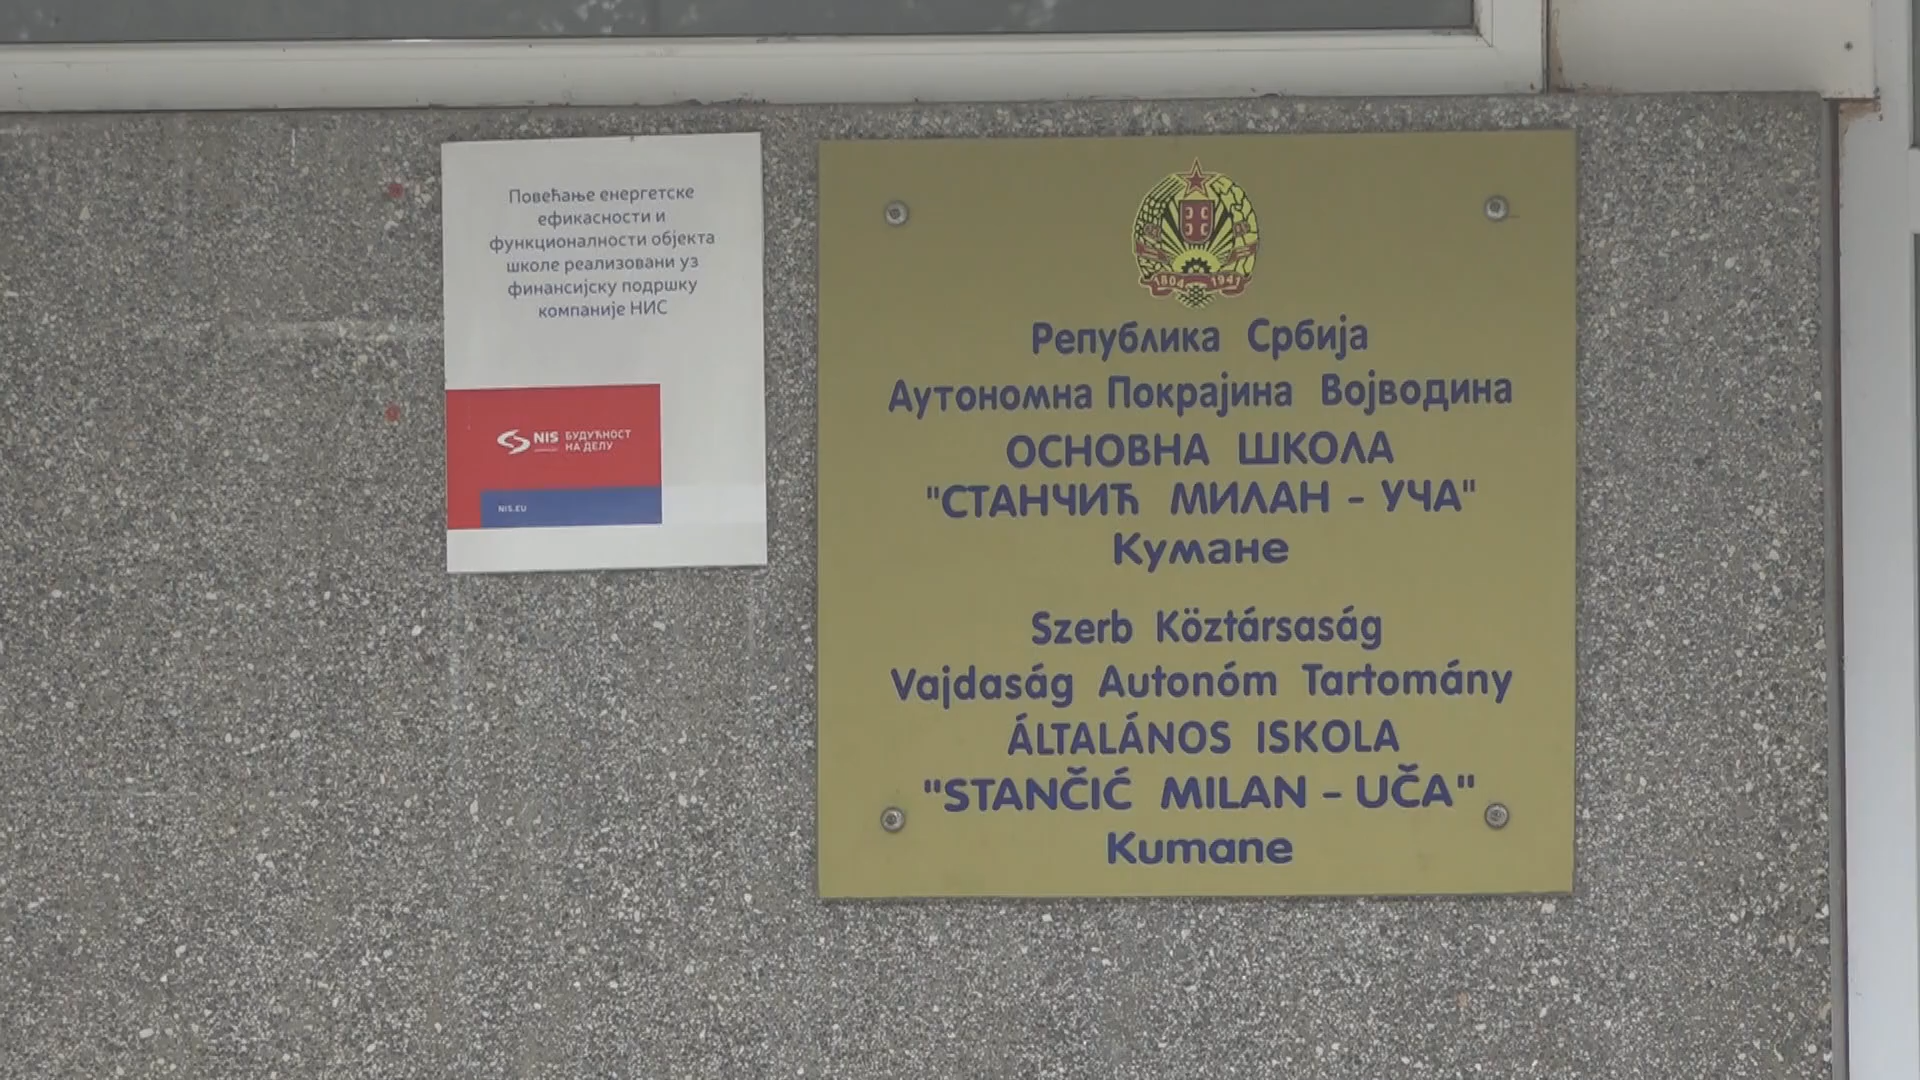 Повећање енергетске
ефикасности и
функционалности објекта
школе реализовани уз
финансијску подршку
компаније НИС
NIS БУДУЋНОСТ
НА ДЕЛУ
NIS.EU
1804 1941
Република Србија
Аутономна Покрајина Војводина
ОСНОВНА ШКОЛА
"СТАНЧИЋ МИЛАН - УЧА"
Кумане
Szerb Köztársaság
Vajdaság Autonóm Tartomány
ÁLTALÁNOS ISKOLA
"STANČIĆ MILAN - UČA"
Kumane